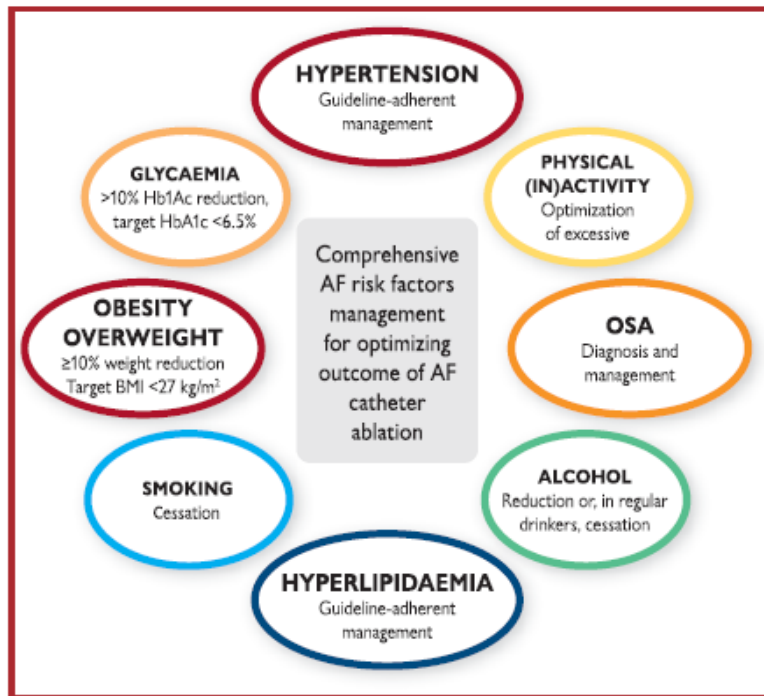 HYPERTENSION
Guideline-adherent
management
GLYCAEMIA
>10% Hb1Ac reduction,
target HbA1c <6.5%
PHYSICAL
(IN)ACTIVITY
Optimization
of excessive
Comprehensive
AF risk factors
management
for optimizing
outcome of AF
catheter
ablation
OBESITY
OVERWEIGHT
≥10% weight reduction
Target BMI <27 kg/m²
OSA
Diagnosis and
management
SMOKING
Cessation
ALCOHOL
Reduction or, in regular
drinkers, cessation
HYPERLIPIDAEMIA
Guideline-adherent
management